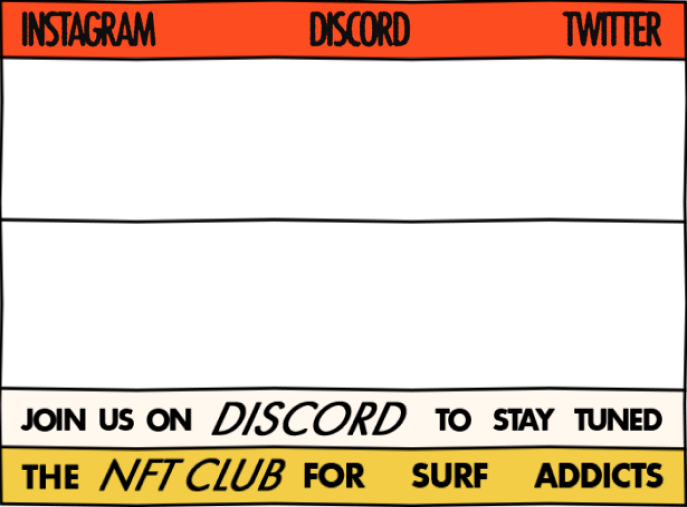 INSTAGRAM DISCORD TWITTER
JOIN US ON DISCORD TO STAY TUNED
THE NFT CLUB FOR SURF ADDICTS